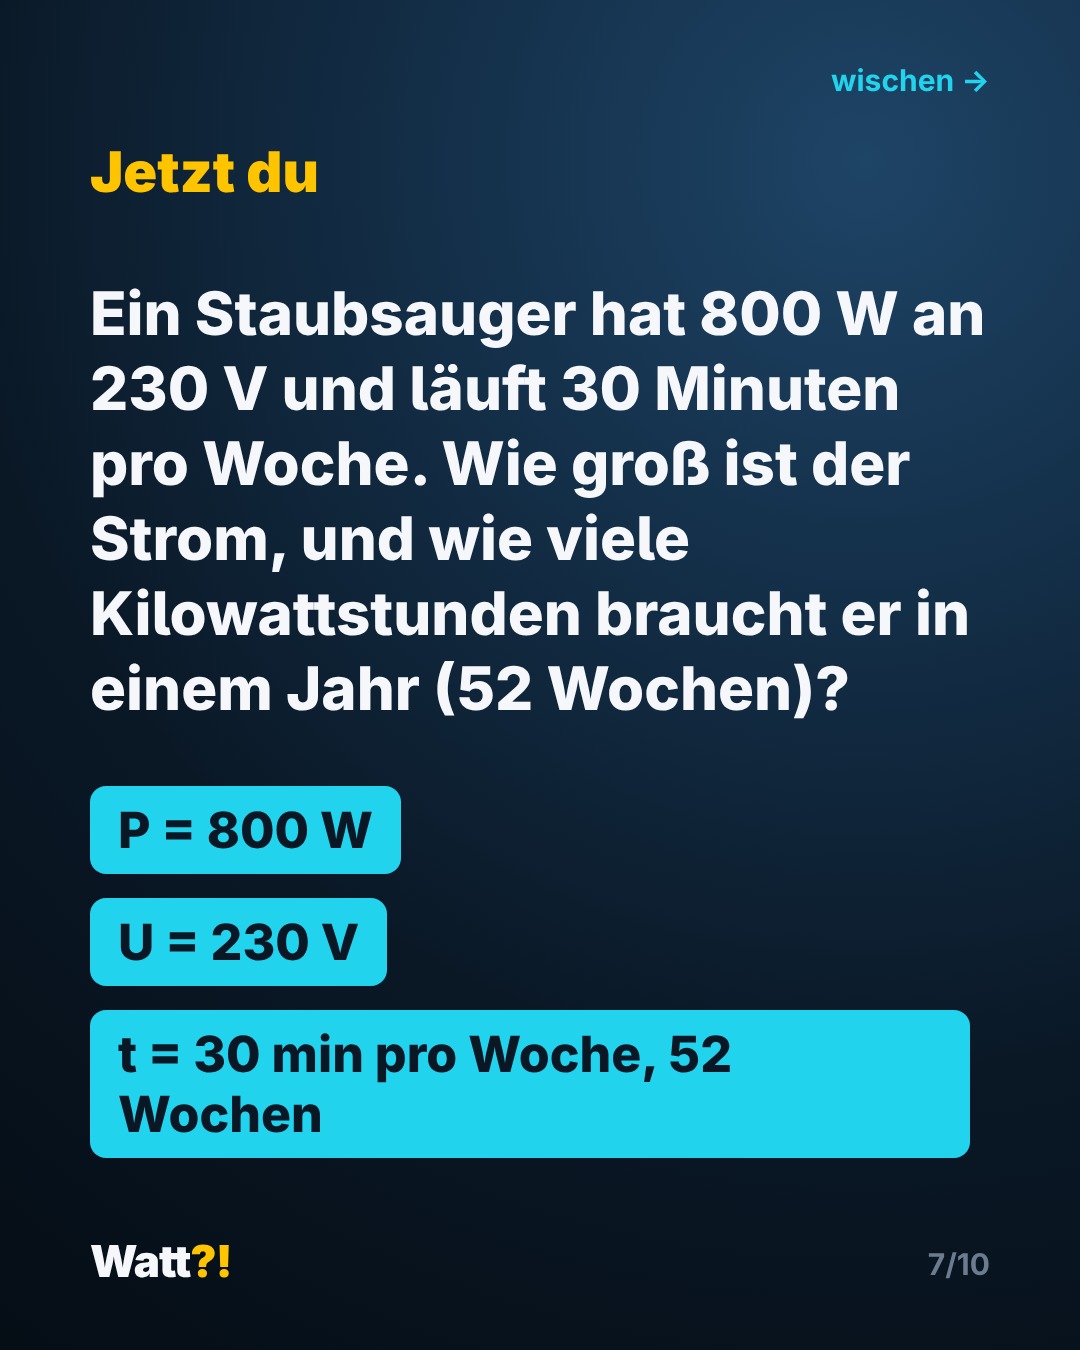 wischen →
Jetzt du
Ein Staubsauger hat 800 W an
230 V und läuft 30 Minuten
pro Woche. Wie groß ist der
Strom, und wie viele
Kilowattstunden braucht er in
einem Jahr (52 Wochen)?
P = 800 W
U = 230 V
t = 30 min pro Woche, 52
Wochen
Watt?!
7/10